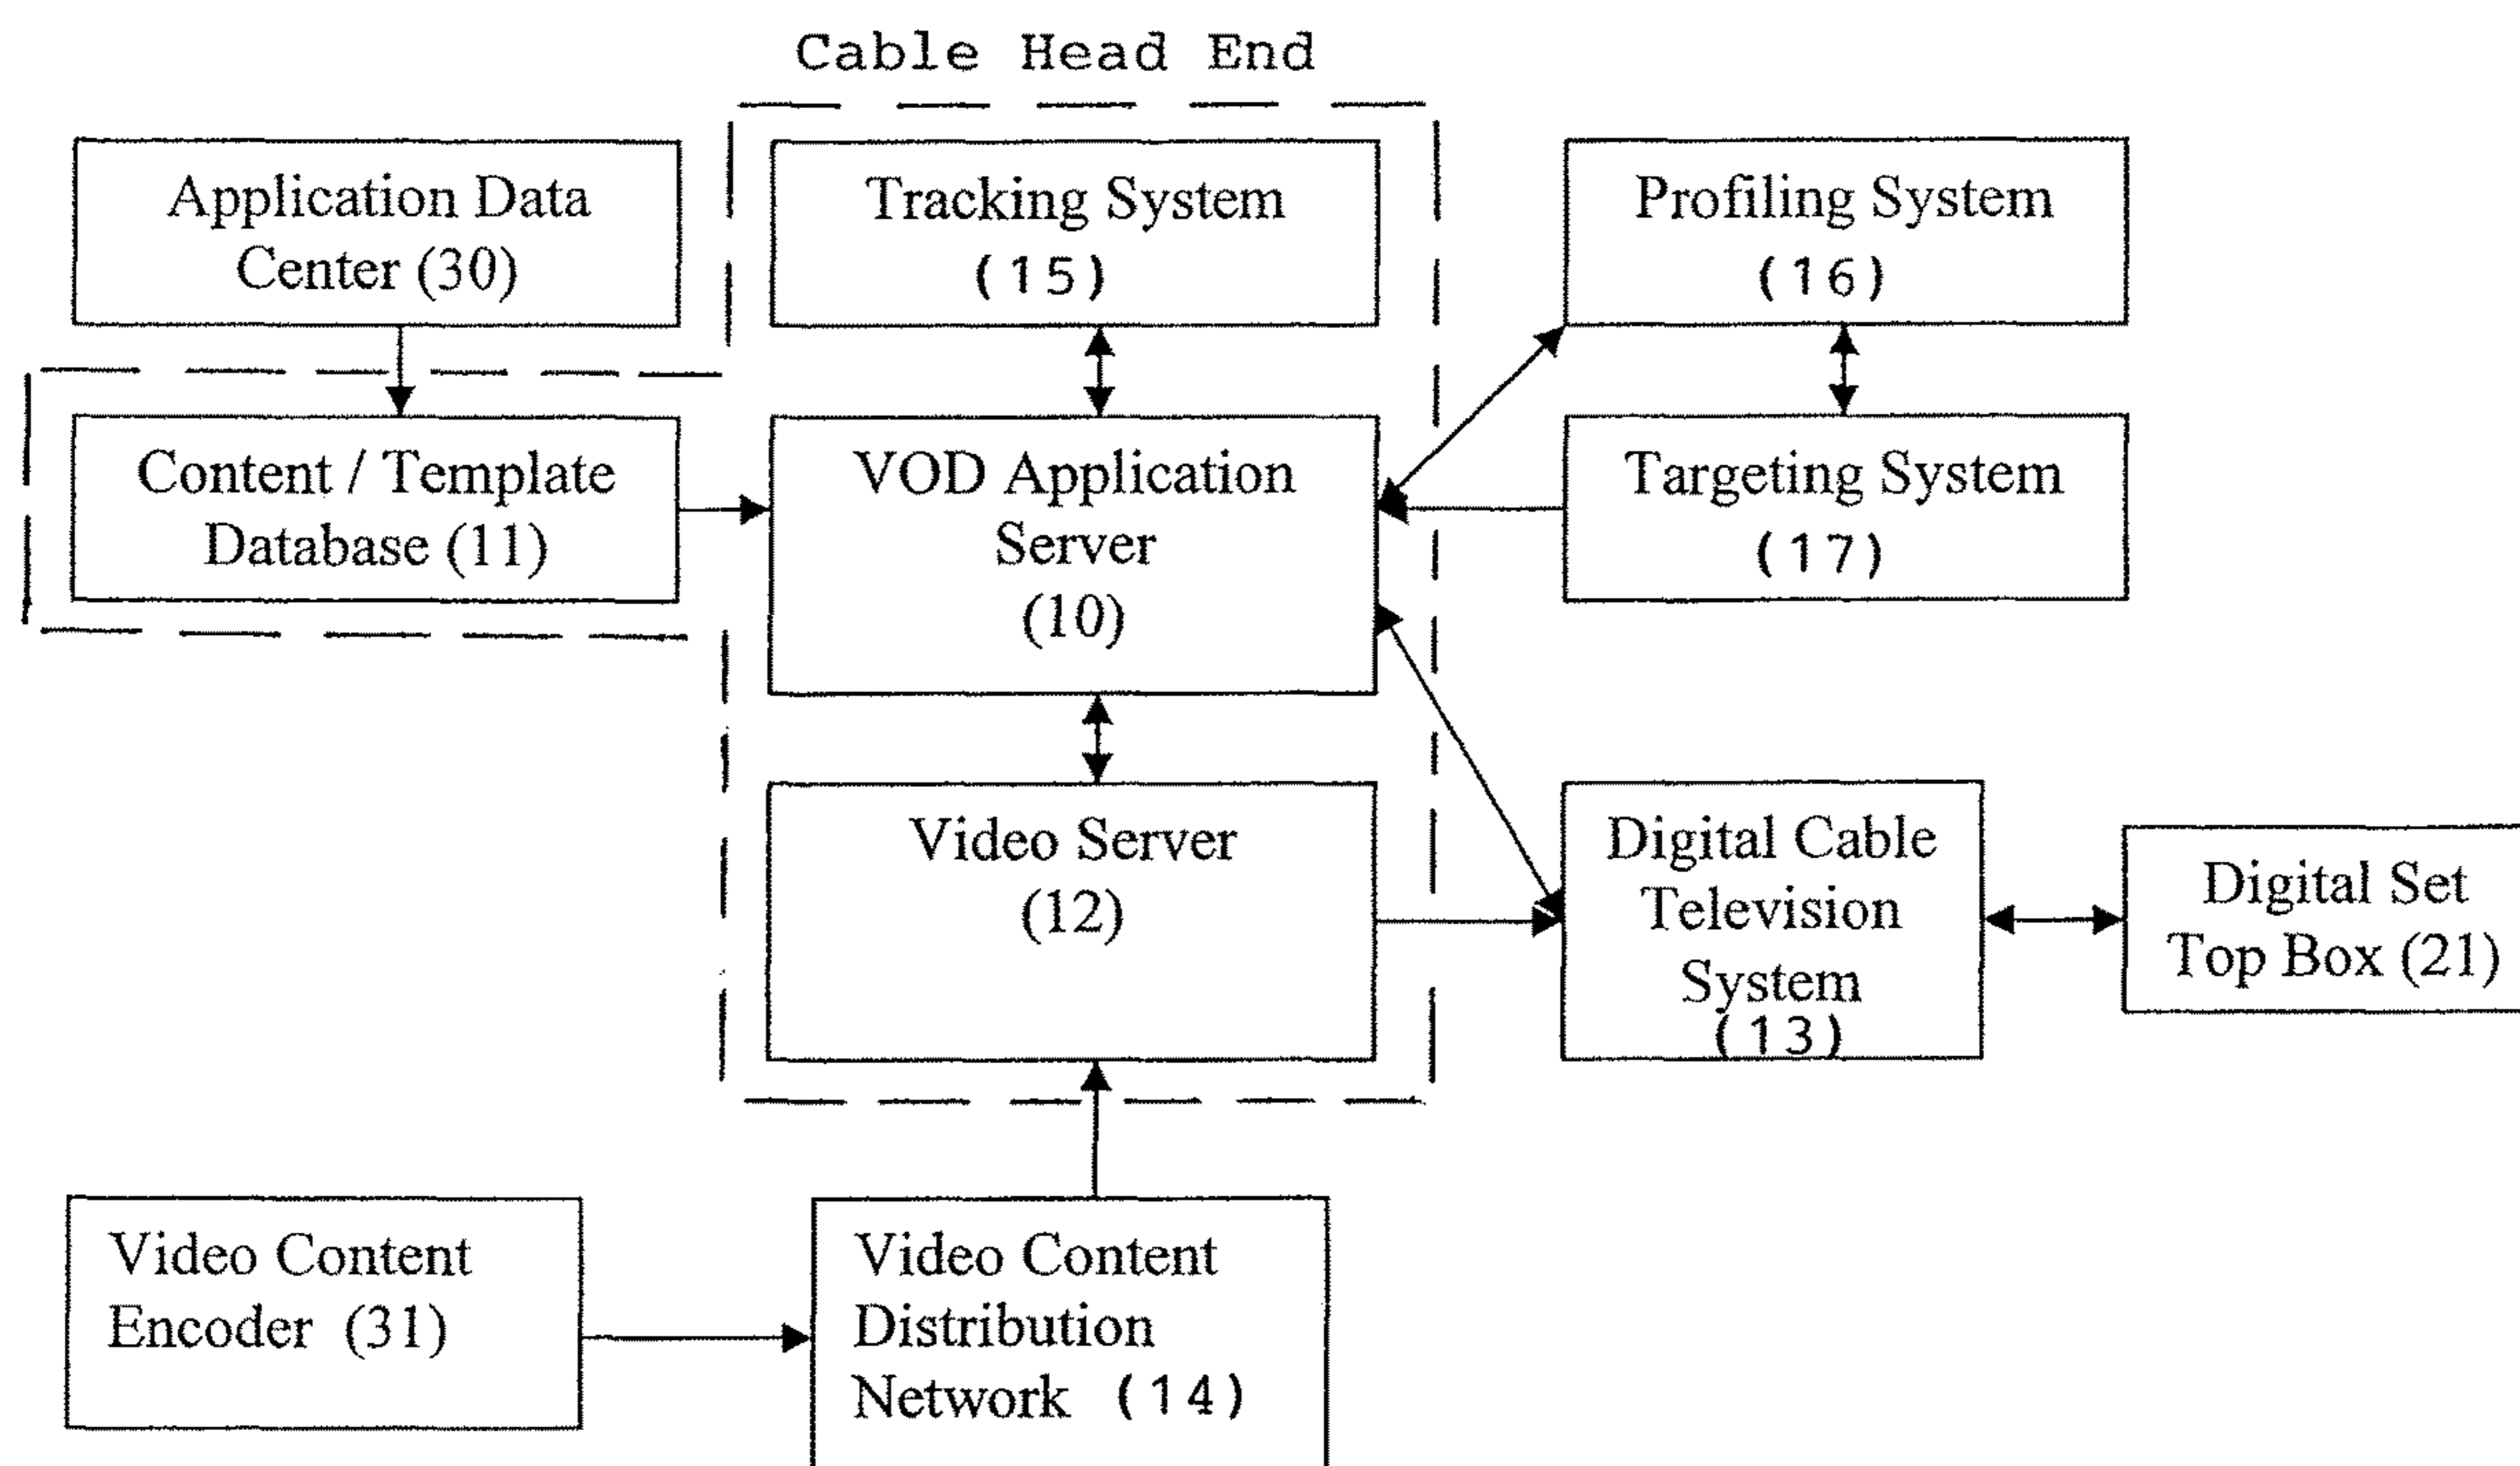 Cable Head End
Application Data
Center (30)
Tracking System
(15)
Profiling System
(16)
Content / Template
Database (11)
VOD Application
Server
(10)
Targeting System
(17)
Video Server
(12)
Digital Cable
Television
System
(13)
Digital Set
Top Box (21)
Video Content
Encoder (31)
Video Content
Distribution
Network (14)